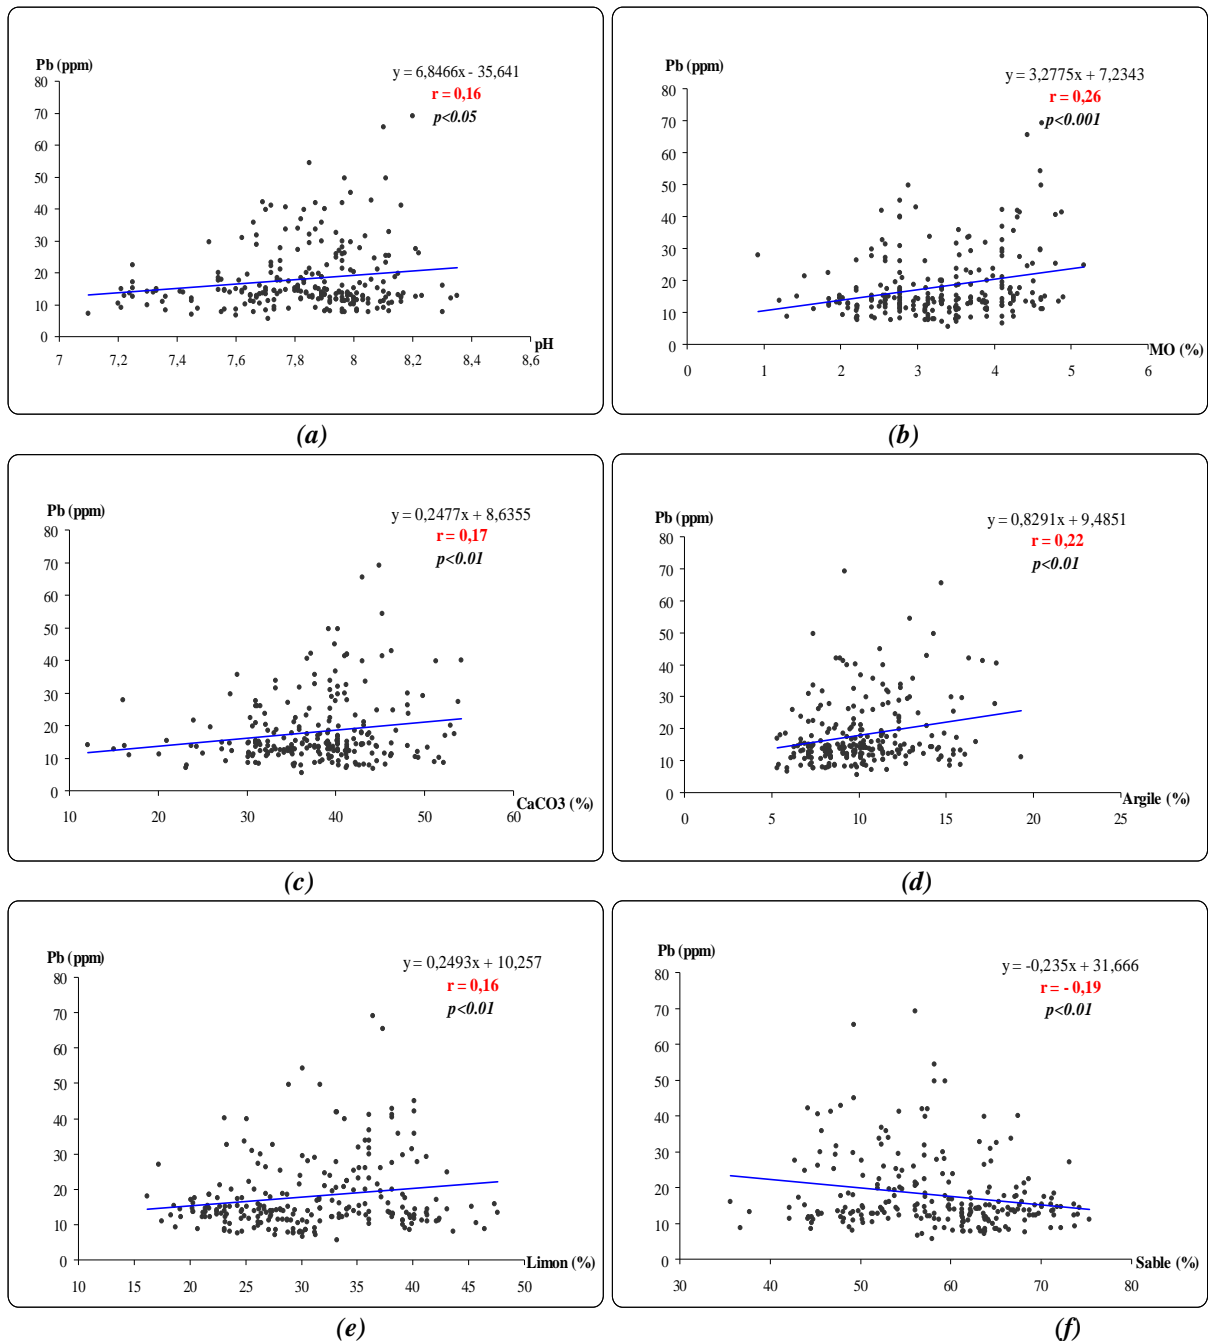 Pb (ppm)
y = 6,8466x - 35,641
r = 0,16
p<0.05
80
70
60
50
40
30
20
10
0
7
7,2
7,4
7,6
7,8
8
8,2
8,4
8,6
pH
(a)
Pb (ppm)
y = 3,2775x + 7,2343
r = 0,26
p<0.001
80
70
60
50
40
30
20
10
0
0
1
2
3
4
5
6
MO (%)
(b)
Pb (ppm)
y = 0,2477x + 8,6355
r = 0,17
p<0.01
80
70
60
50
40
30
20
10
0
10
20
30
40
50
60
CaCO3 (%)
(c)
Pb (ppm)
y = 0,8291x + 9,4851
r = 0,22
p<0.01
80
70
60
50
40
30
20
10
0
0
5
10
15
20
25
Argile (%)
(d)
Pb (ppm)
y = 0,2493x + 10,257
r = 0,16
p<0.01
80
70
60
50
40
30
20
10
0
10
15
20
25
30
35
40
45
50
Limon (%)
(e)
Pb (ppm)
y = -0,235x + 31,666
r = - 0,19
p<0.01
80
70
60
50
40
30
20
10
0
30
40
50
60
70
80
Sable (%)
(f)